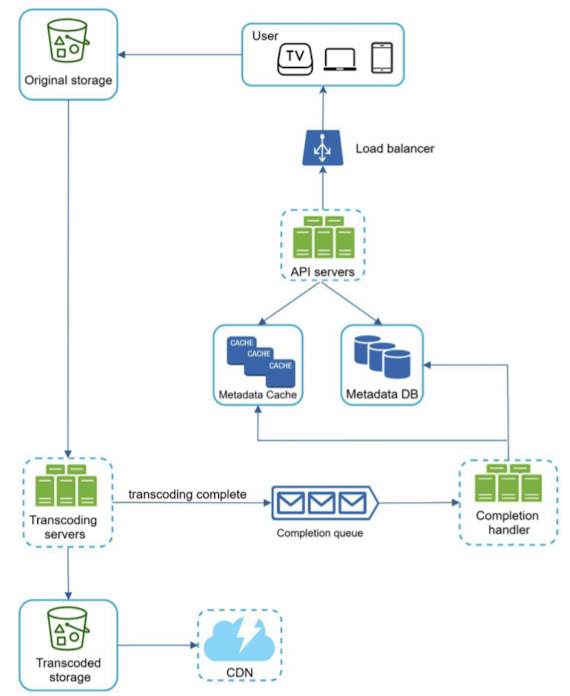 User
TV
Original storage
Load balancer
API servers
CACHE
CACHE
CACHE
Metadata Cache
Metadata DB
transcoding complete
Transcoding
servers
Completion queue
Completion
handler
Transcoded
storage
CDN